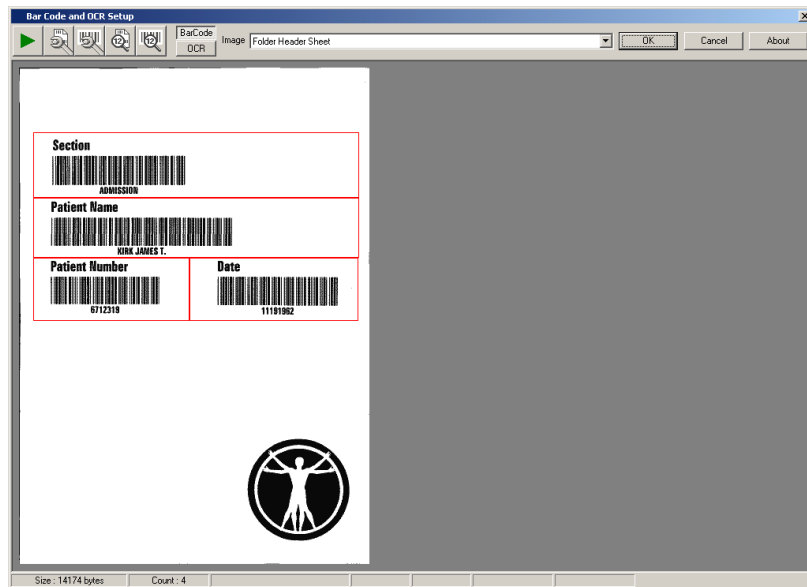 Bar Code and OCR Setup
BarCode
OCR
Image
Folder Header Sheet
OK
Cancel
About
Section
ADMISSION
Patient Name
KIRK JAMES T.
Patient Number
Date
6712319
11191962
Size : 14174 bytes
Count : 4